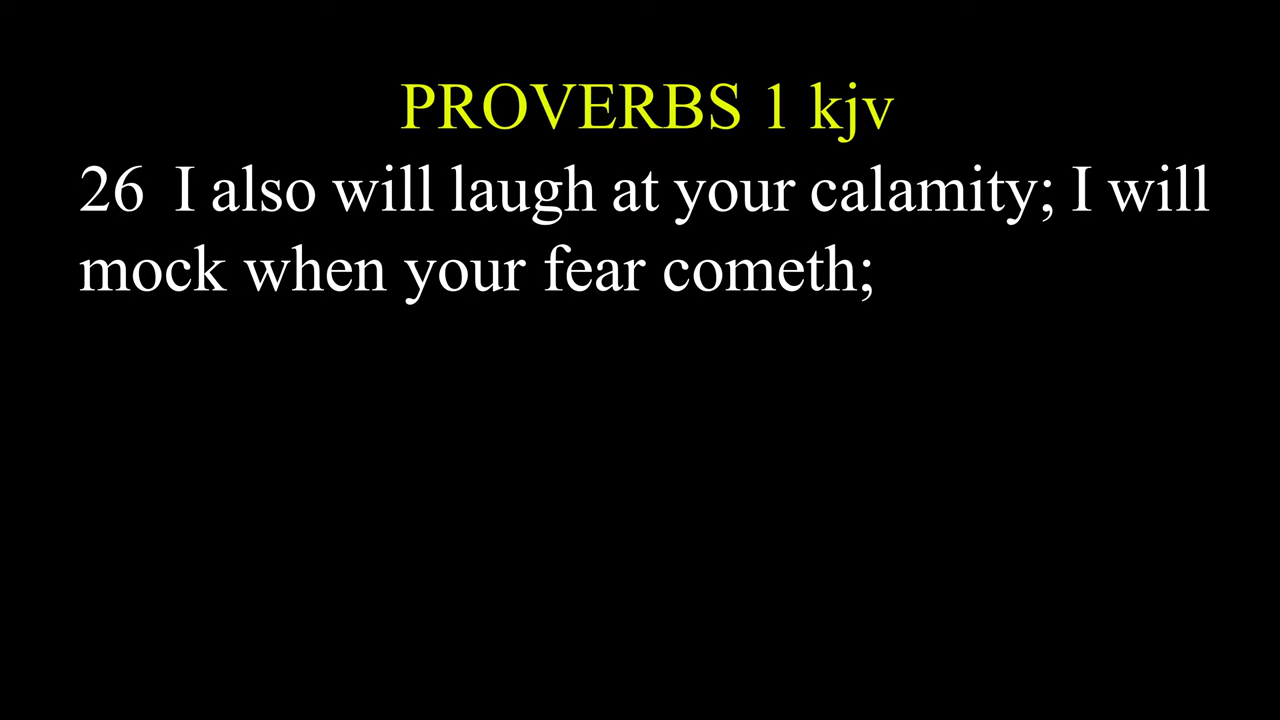 PROVERBS 1 kjv
26 I also will laugh at your calamity; I will
mock when your fear cometh;